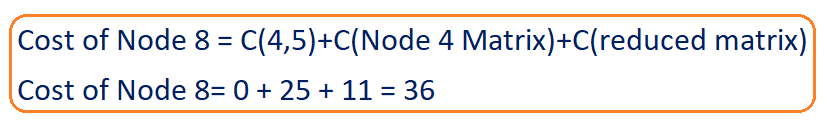 Cost of Node 8 = C(4,5)+C(Node 4 Matrix)+C(reduced matrix)
Cost of Node 8= 0 + 25 + 11 = 36